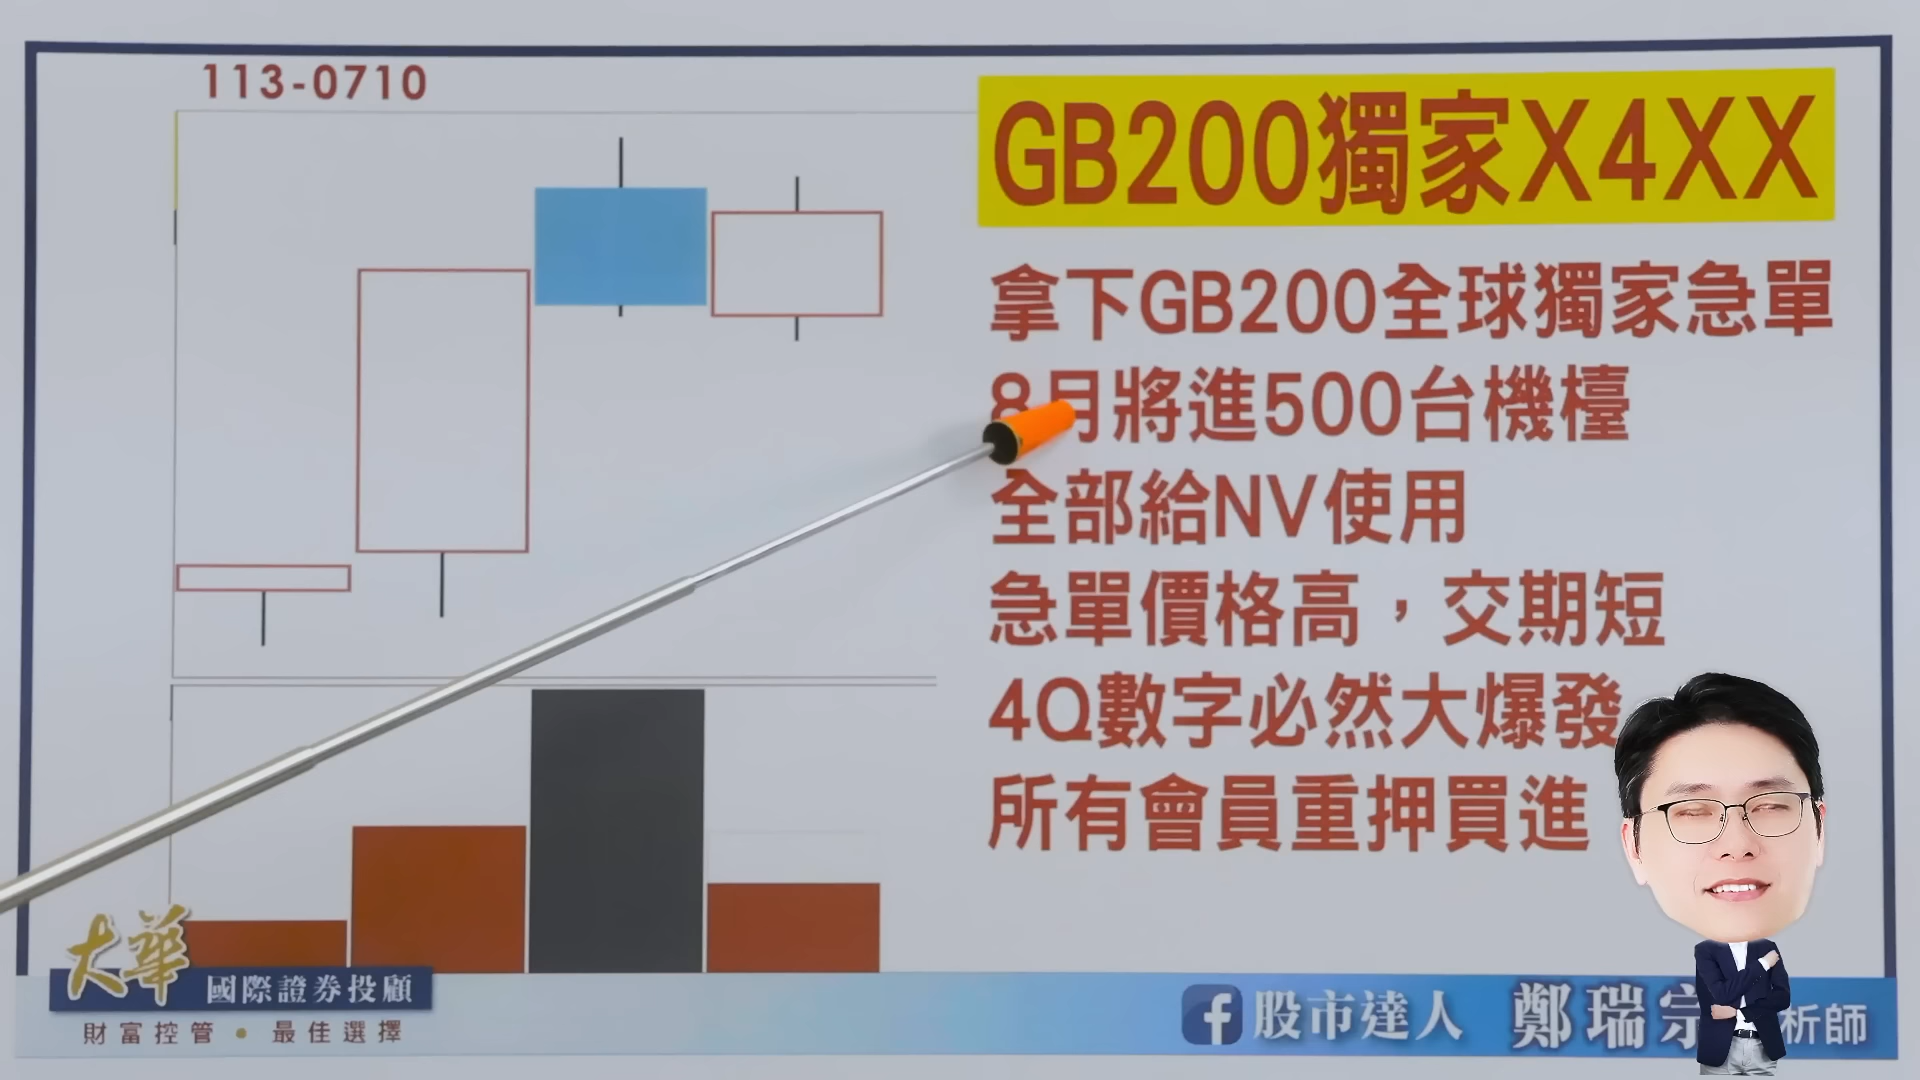 113-0710
GB200獨家X4XX
拿下GB200全球獨家急單
8月將進500台機檯
全部給NV使用
急單價格高，交期短
4Q數字必然大爆發
所有會員重押買進
大華
國際證券投顧
財富控管•最佳選擇
股市達人 鄭瑞宗 析師